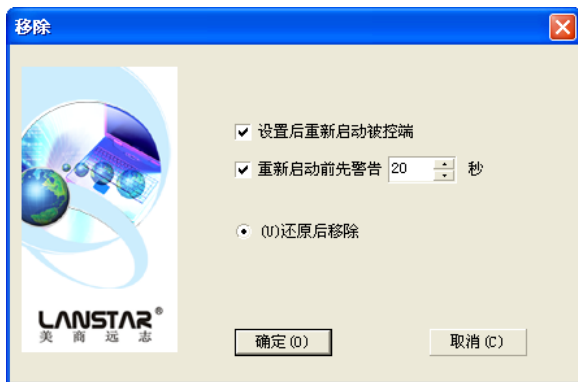 移除
设置后重新启动被控端
重新启动前先警告 20 秒
(U)还原后移除
LANSTAR®
美商远志
确定(O) 取消(C)